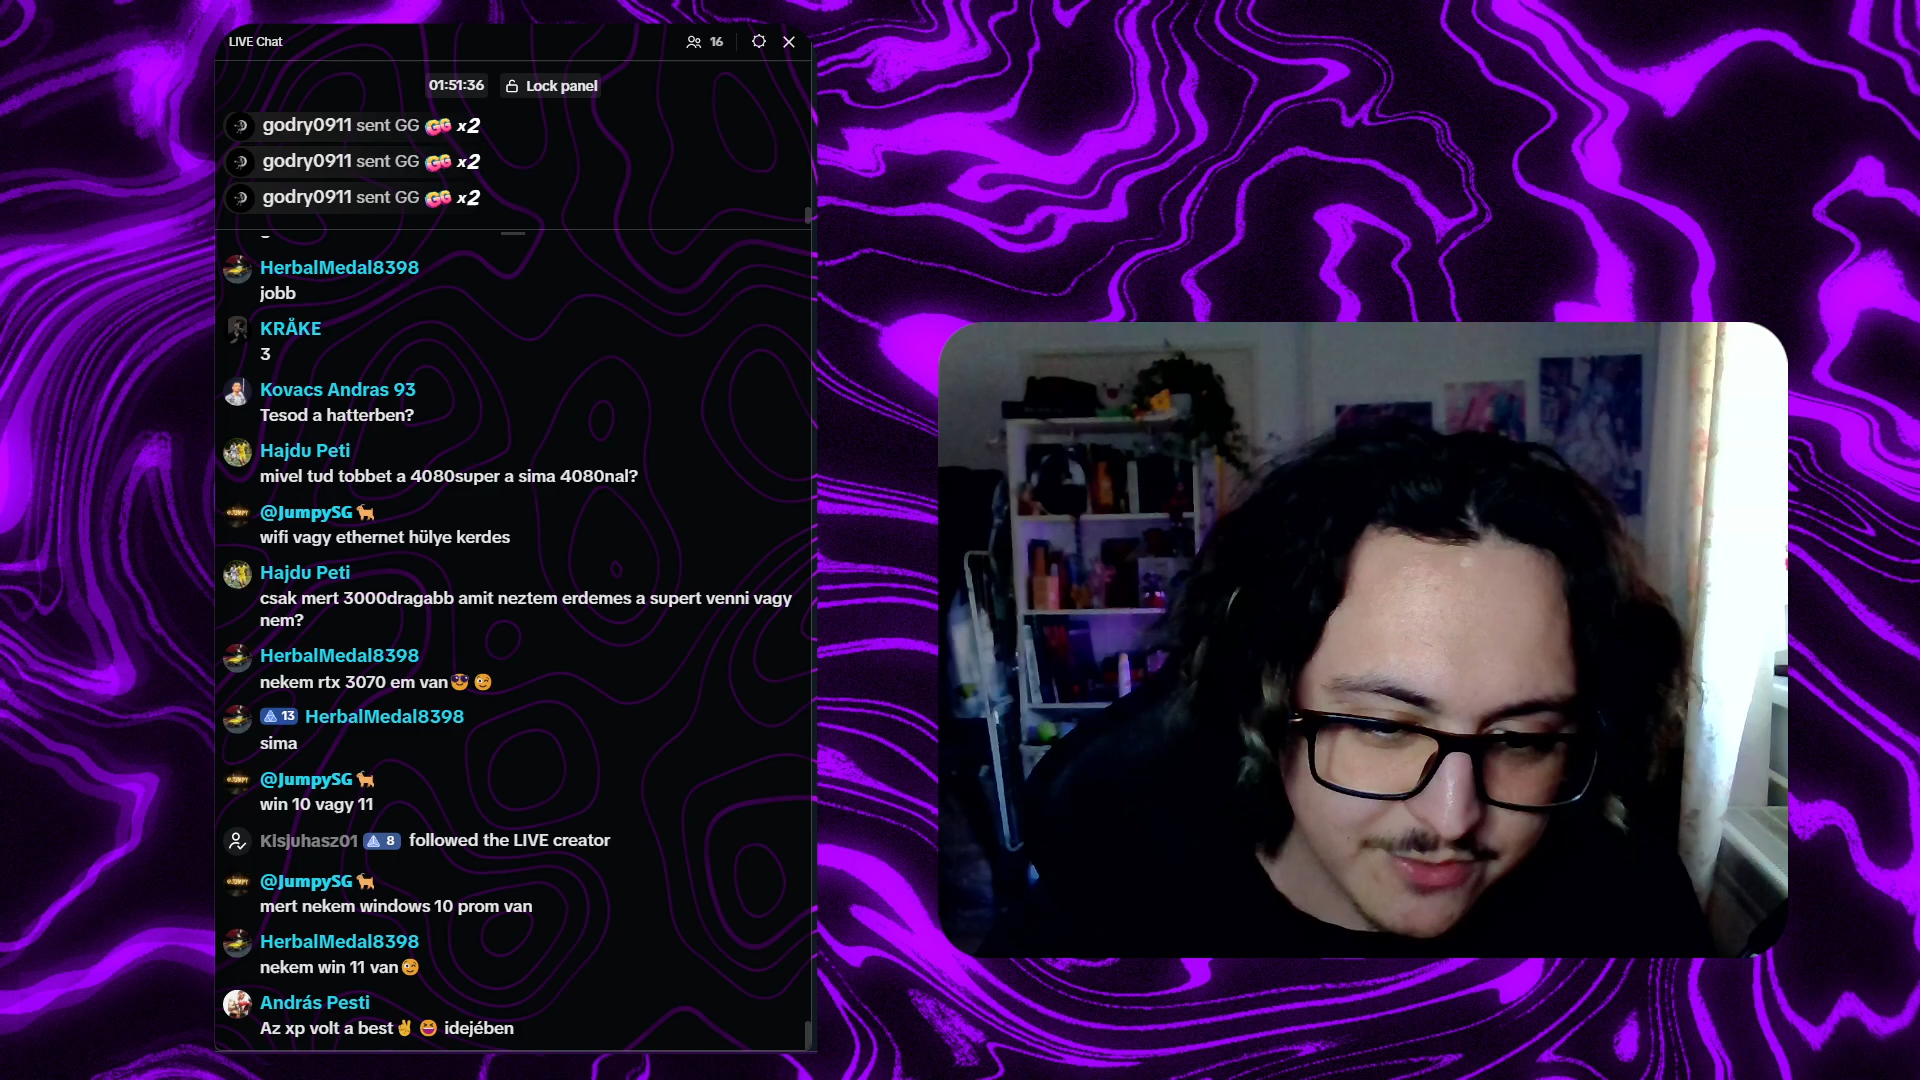 LIVE Chat
16
01:51:36
Lock panel
godry0911 sent GG GG x2
godry0911 sent GG GG x2
godry0911 sent GG GG x2
HerbalMedal8398
jobb
KRÅKE
3
Kovacs Andras 93
Tesod a hatterben?
Hajdu Peti
mivel tud tobbet a 4080super a sima 4080nal?
@JumpySG🐕
wifi vagy ethernet hülye kerdes
Hajdu Peti
csak mert 3000dragabb amit neztem erdemes a supert venni vagy
nem?
HerbalMedal8398
nekem rtx 3070 em van😎 😉
13 HerbalMedal8398
sima
@JumpySG🐕
win 10 vagy 11
Kisjuhasz01 8 followed the LIVE creator
@JumpySG🐕
mert nekem windows 10 prom van
HerbalMedal8398
nekem win 11 van😉
András Pesti
Az xp volt a best✌ 😆 idejében